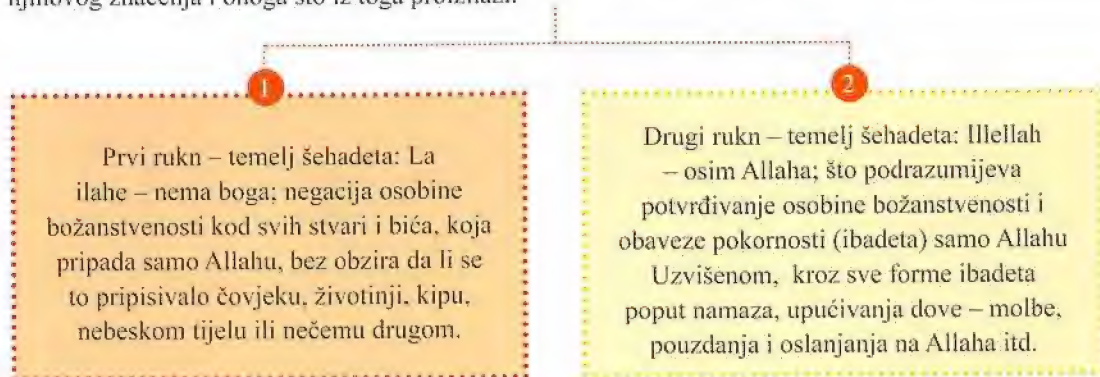 njihovog značenja i onoga što iz toga proizilazi.
1
Prvi rukn – temelj šehadeta: La
ilahe – nema boga; negacija osobine
božanstvenosti kod svih stvari i bića, koja
pripada samo Allahu, bez obzira da li se
to pripisivalo čovjeku, životinji, kipu,
nebeskom tijelu ili nečemu drugom.
2
Drugi rukn – temelj šehadeta: Illellah
– osim Allaha; što podrazumijeva
potvrđivanje osobine božanstvenosti i
obaveze pokornosti (ibadeta) samo Allahu
Uzvišenom, kroz sve forme ibadeta
poput namaza, upućivanja dove – molbe,
pouzdanja i oslanjanja na Allaha itd.